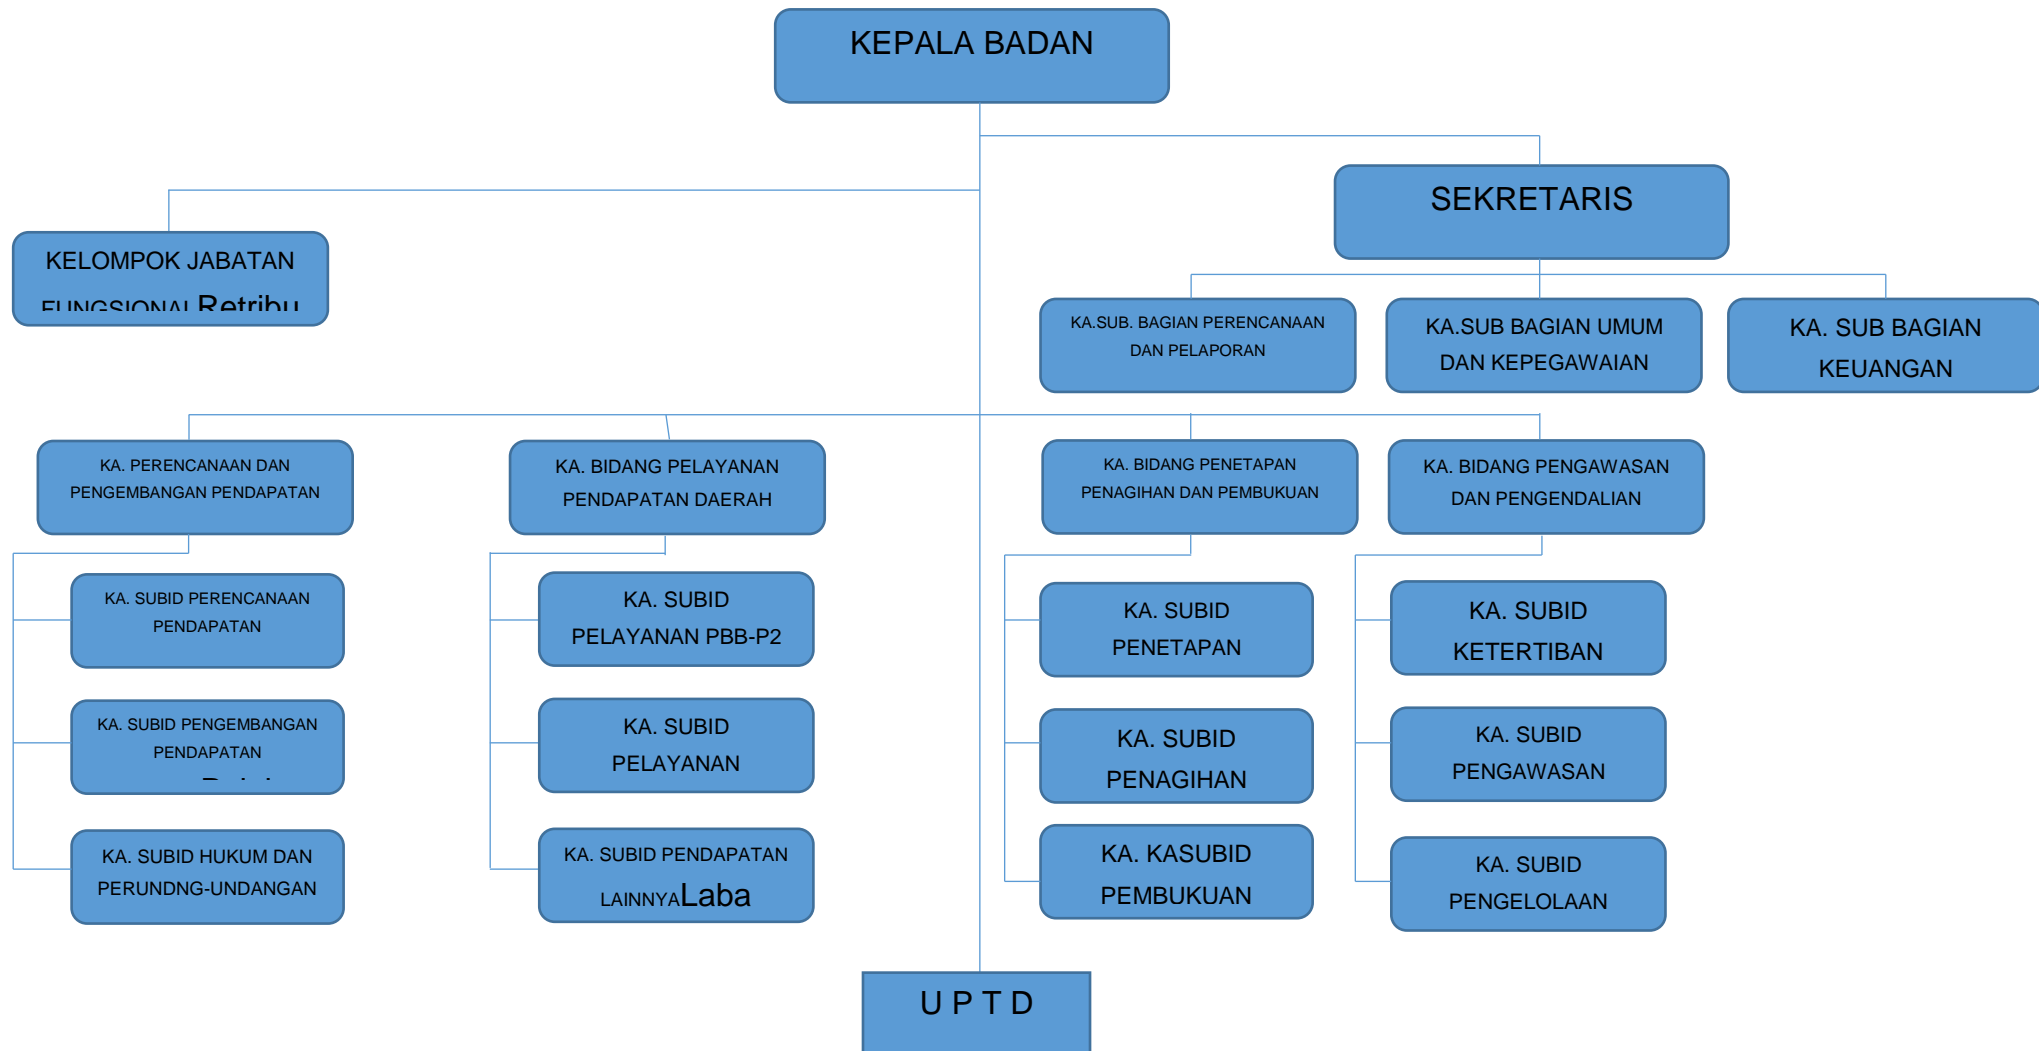 KEPALA BADAN
SEKRETARIS
KELOMPOK JABATAN
FUNGSIONAL Retribu
KA.SUB. BAGIAN PERENCANAAN
DAN PELAPORAN
KA.SUB BAGIAN UMUM
DAN KEPEGAWAIAN
KA. SUB BAGIAN
KEUANGAN
KA. PERENCANAAN DAN
PENGEMBANGAN PENDAPATAN
KA. BIDANG PELAYANAN
PENDAPATAN DAERAH
KA. BIDANG PENETAPAN
PENAGIHAN DAN PEMBUKUAN
KA. BIDANG PENGAWASAN
DAN PENGENDALIAN
KA. SUBID PERENCANAAN
PENDAPATAN
KA. SUBID PENGEMBANGAN
PENDAPATAN
KA. SUBID HUKUM DAN
PERUNDNG-UNDANGAN
KA. SUBID
PELAYANAN PBB-P2
KA. SUBID
PELAYANAN
KA. SUBID PENDAPATAN
LAINNYALaba
KA. SUBID
PENETAPAN
KA. SUBID
PENAGIHAN
KA. KASUBID
PEMBUKUAN
KA. SUBID
KETERTIBAN
KA. SUBID
PENGAWASAN
KA. SUBID
PENGELOLAAN
U P T D